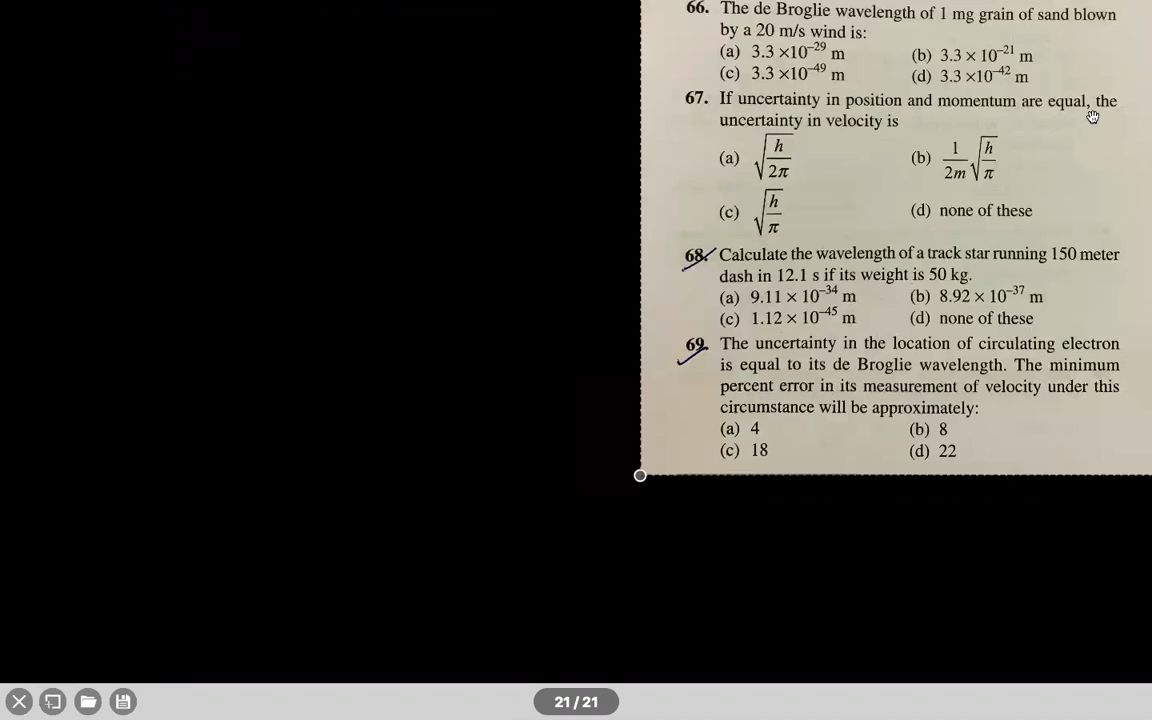 66. The de Broglie wavelength of 1 mg grain of sand blown
by a 20 m/s wind is:
(a) 3.3 ×10⁻²⁹ m (b) 3.3 × 10⁻²¹ m
(c) 3.3 ×10⁻⁴⁹ m (d) 3.3 ×10⁻⁴² m
67. If uncertainty in position and momentum are equal, the
uncertainty in velocity is
(a) √(h/2π) (b) 1/2m √(h/π)
(c) √(h/π) (d) none of these
68. Calculate the wavelength of a track star running 150 meter
dash in 12.1 s if its weight is 50 kg.
(a) 9.11 × 10⁻³⁴ m (b) 8.92 × 10⁻³⁷ m
(c) 1.12 × 10⁻⁴⁵ m (d) none of these
69. The uncertainty in the location of circulating electron
is equal to its de Broglie wavelength. The minimum
percent error in its measurement of velocity under this
circumstance will be approximately:
(a) 4 (b) 8
(c) 18 (d) 22
21 / 21